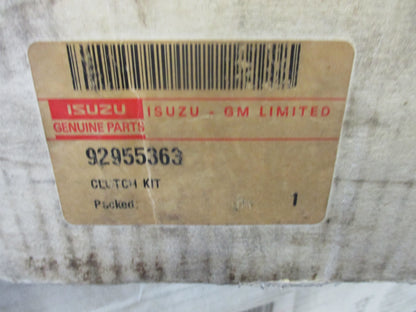 ISUZU ISUZU - GM LIMITED
GENUINE PARTS
92955363
CLUTCH KIT
Packed: 1